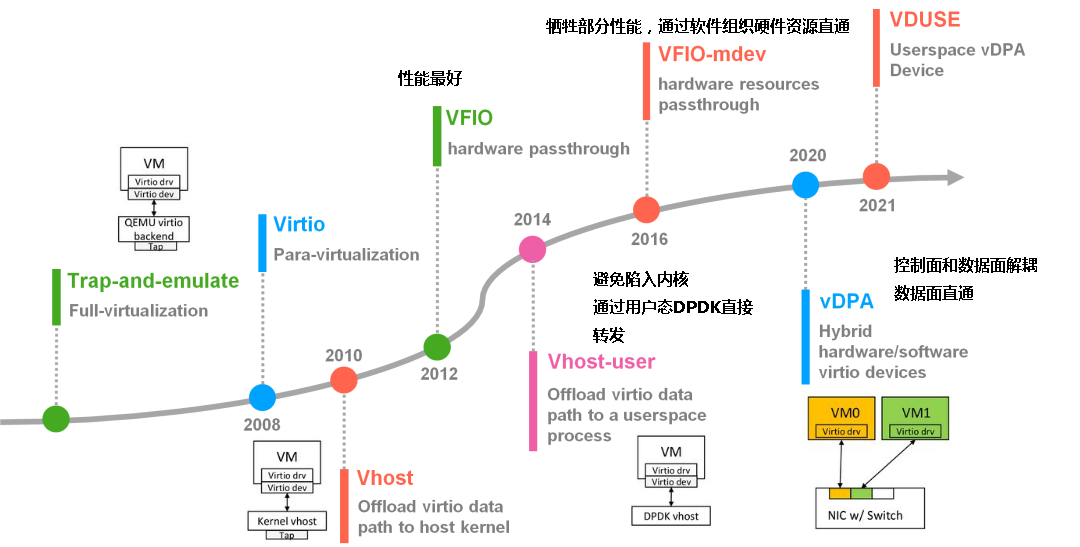 牺牲部分性能，通过软件组织硬件资源直通
VDUSE
Userspace vDPA
Device
VFIO-mdev
hardware resources
passthrough
性能最好
VFIO
hardware passthrough
VM
Virtio drv
Virtio dev
QEMU virtio
backend
Tap
2020
2021
2014
2016
Virtio
Para-virtualization
Trap-and-emulate
Full-virtualization
避免陷入内核
通过用户态DPDK直接
转发
控制面和数据面解耦
数据面直通
vDPA
Hybrid
hardware/software
virtio devices
2010
2012
2008
Vhost-user
Offload virtio data
path to a userspace
process
VM
Virtio drv
Virtio dev
Kernel vhost
Tap
Vhost
Offload virtio data
path to host kernel
VM
Virtio drv
Virtio dev
DPDK vhost
VM0
Virtio drv
VM1
Virtio drv
NIC w/ Switch